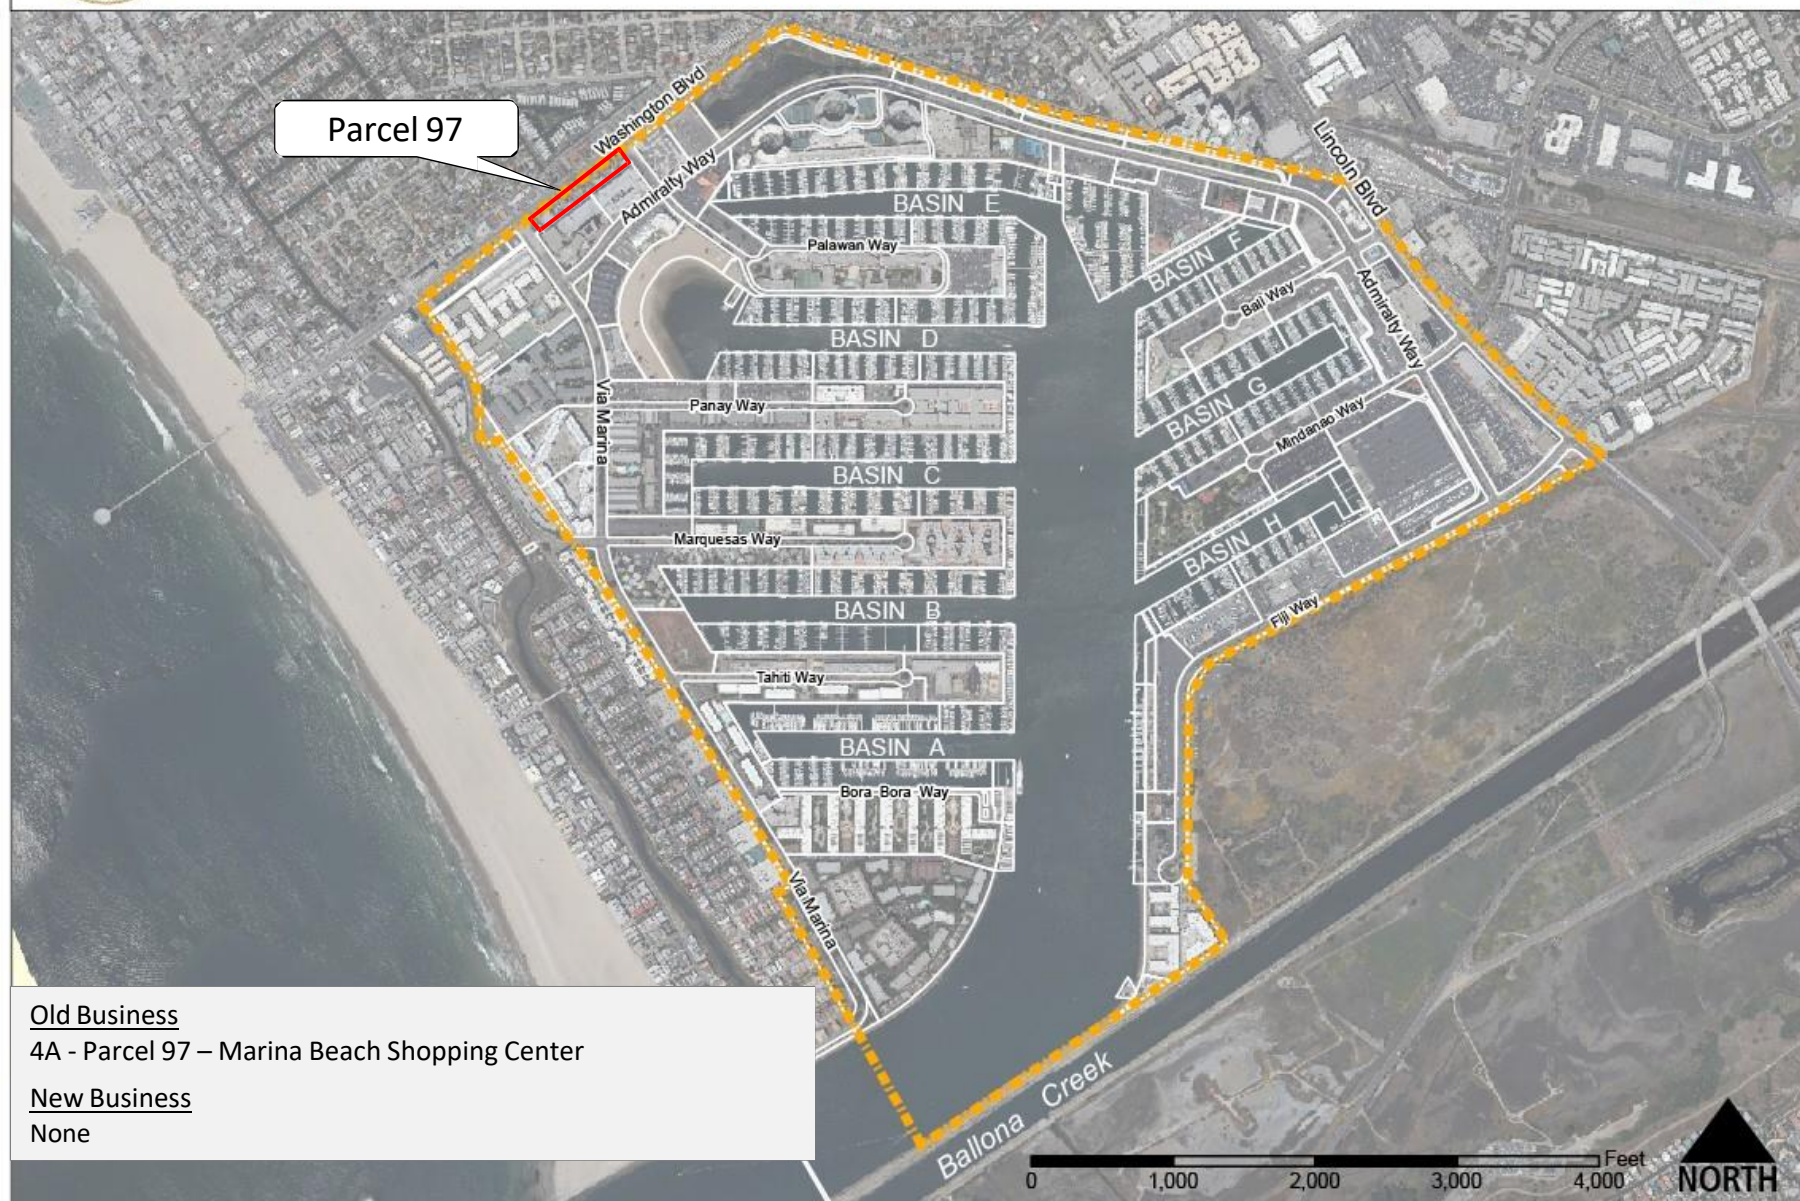 Parcel 97
Washington Blvd
Lincoln Blvd
Admiralty Way
BASIN E
Palawan Way
BASIN F
Bali Way
Admiralty Way
BASIN D
Via Marina
Panay Way
BASIN G
Mindanao Way
BASIN C
Marquesas Way
BASIN H
BASIN B
Fiji Way
Tahiti Way
BASIN A
Bora Bora Way
Via Marina
Old Business
4A - Parcel 97 – Marina Beach Shopping Center
New Business
None
Ballona Creek
Feet
0 1,000 2,000 3,000 4,000
NORTH